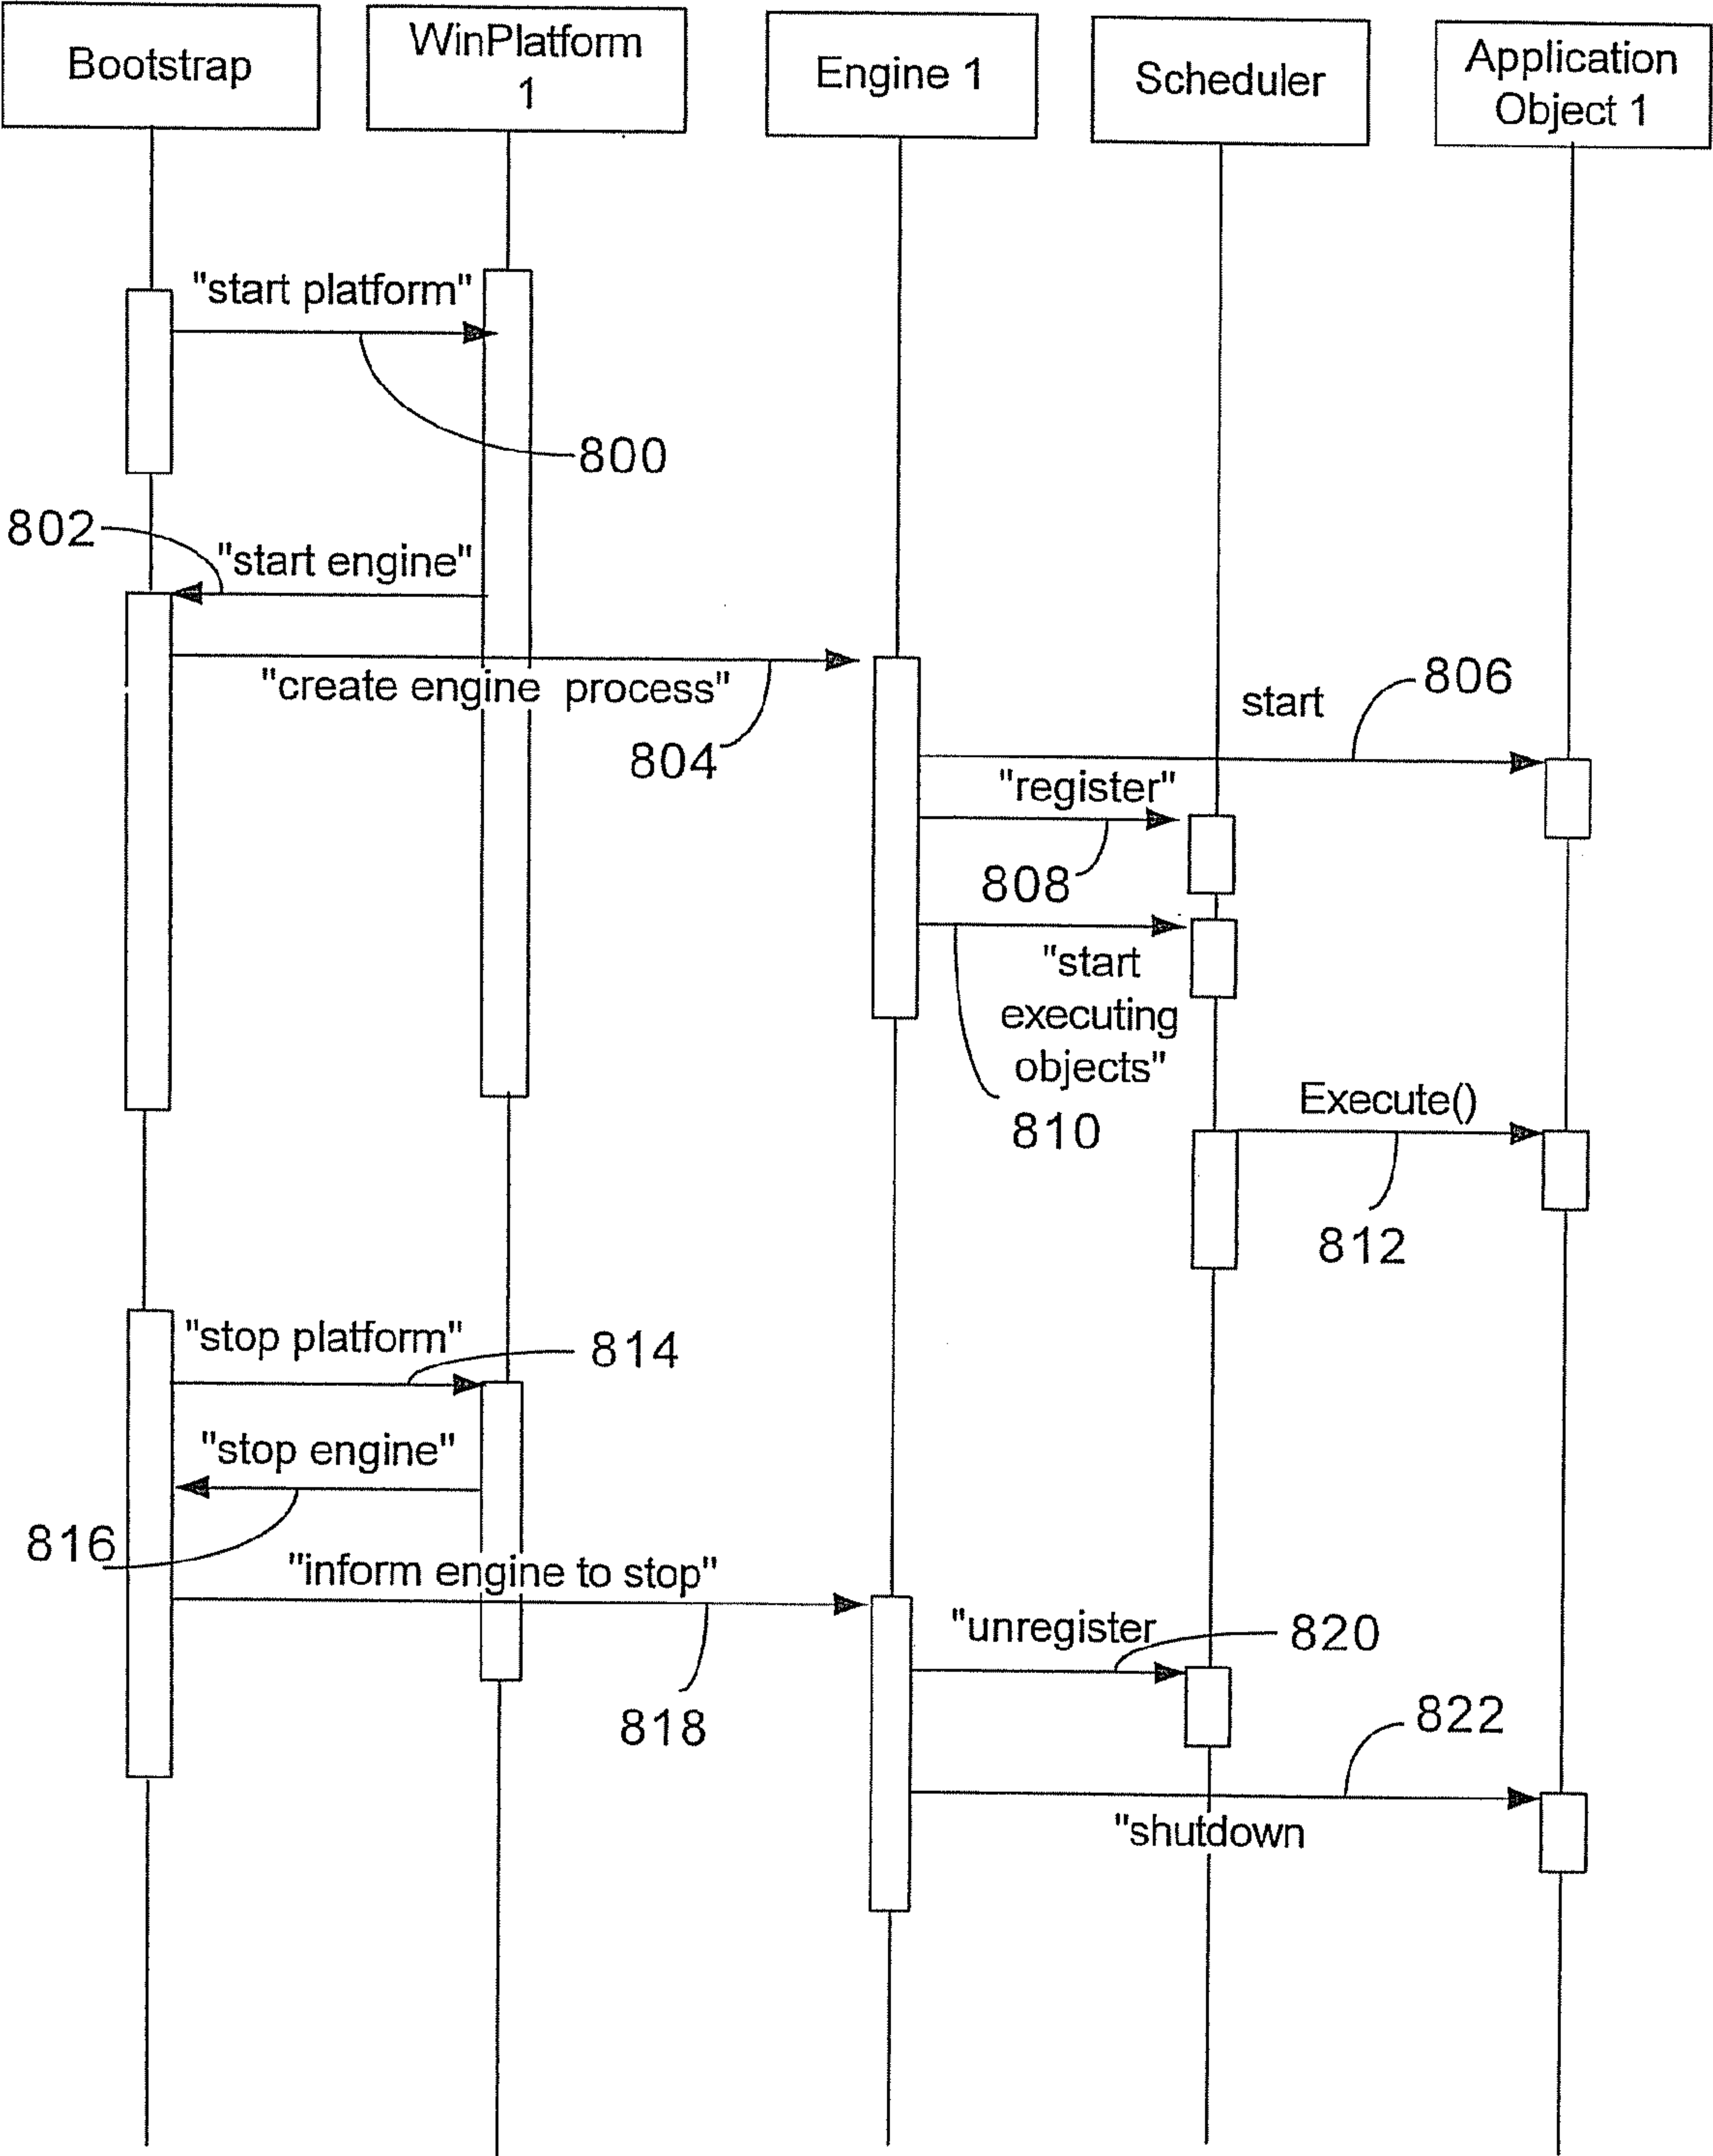 Bootstrap
WinPlatform
1
Engine 1
Scheduler
Application
Object 1
"start platform"
800
802
"start engine"
"create engine process"
804
start
806
"register"
808
"start
executing
objects"
810
Execute()
812
"stop platform"
814
"stop engine"
816
"inform engine to stop"
818
"unregister
820
822
"shutdown